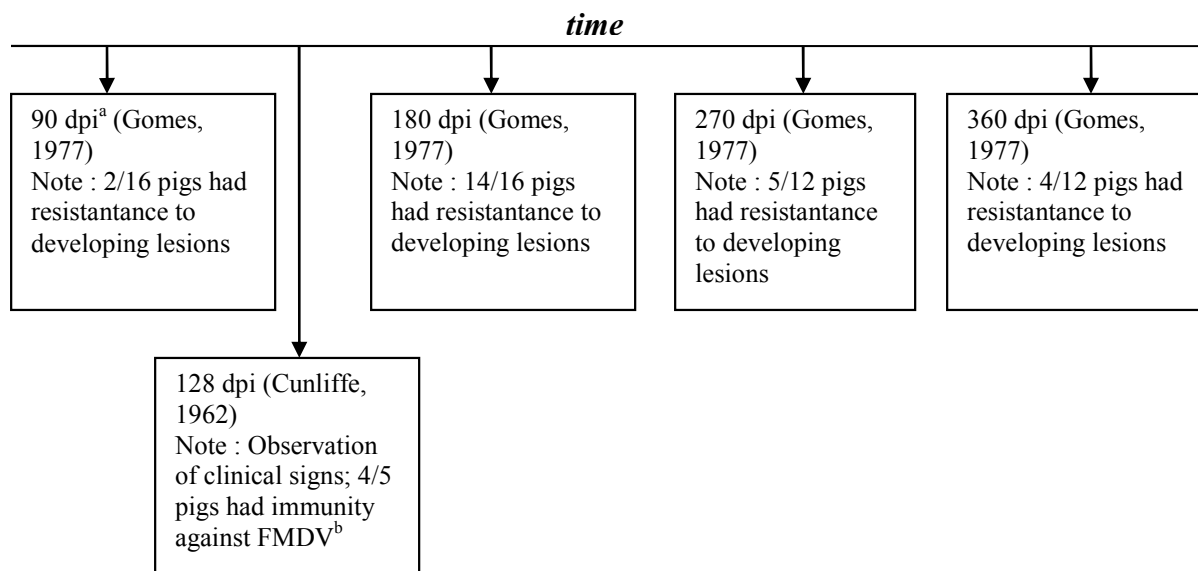 time
90 dpiᵃ (Gomes,
1977)
Note : 2/16 pigs had
resistantance to
developing lesions
180 dpi (Gomes,
1977)
Note : 14/16 pigs
had resistantance to
developing lesions
270 dpi (Gomes,
1977)
Note : 5/12 pigs
had resistantance
to developing
lesions
360 dpi (Gomes,
1977)
Note : 4/12 pigs had
resistantance to
developing lesions
128 dpi (Cunliffe,
1962)
Note : Observation
of clinical signs; 4/5
pigs had immunity
against FMDVᵇ